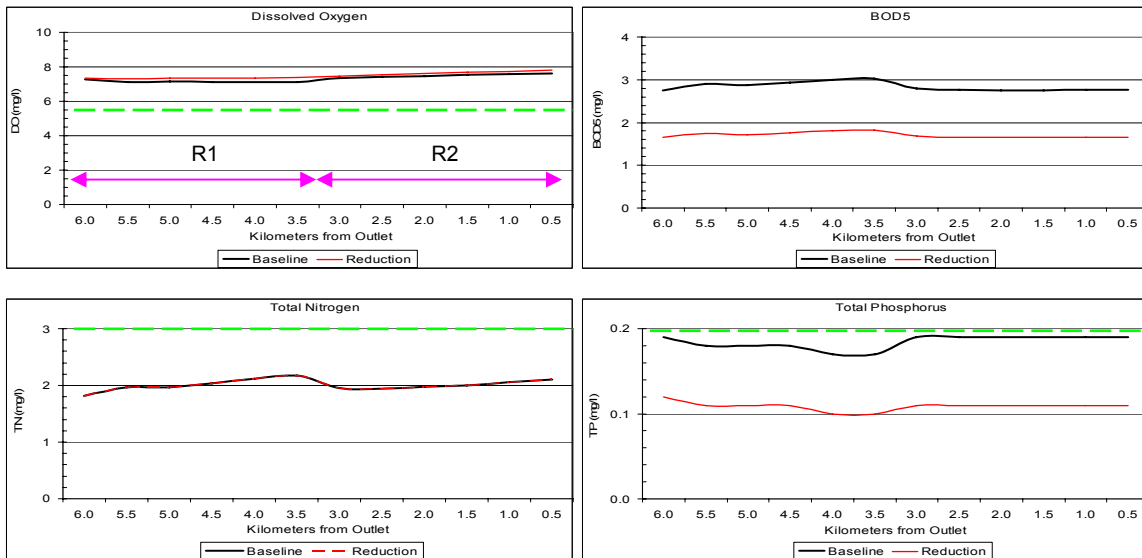 Dissolved Oxygen
10
8
6
4
2
0
DO (mg/l)
R1 R2
6.0 5.5 5.0 4.5 4.0 3.5 3.0 2.5 2.0 1.5 1.0 0.5
Kilometers from Outlet
Baseline Reduction
BOD5
4
3
2
1
0
BOD5 (mg/l)
6.0 5.5 5.0 4.5 4.0 3.5 3.0 2.5 2.0 1.5 1.0 0.5
Kilometers from Outlet
Baseline Reduction
Total Nitrogen
3
2
1
0
TN (mg/l)
6.0 5.5 5.0 4.5 4.0 3.5 3.0 2.5 2.0 1.5 1.0 0.5
Kilometers from Outlet
Baseline Reduction
Total Phosphorus
0.2
0.1
0.0
TP (mg/l)
6.0 5.5 5.0 4.5 4.0 3.5 3.0 2.5 2.0 1.5 1.0 0.5
Kilometers from Outlet
Baseline Reduction